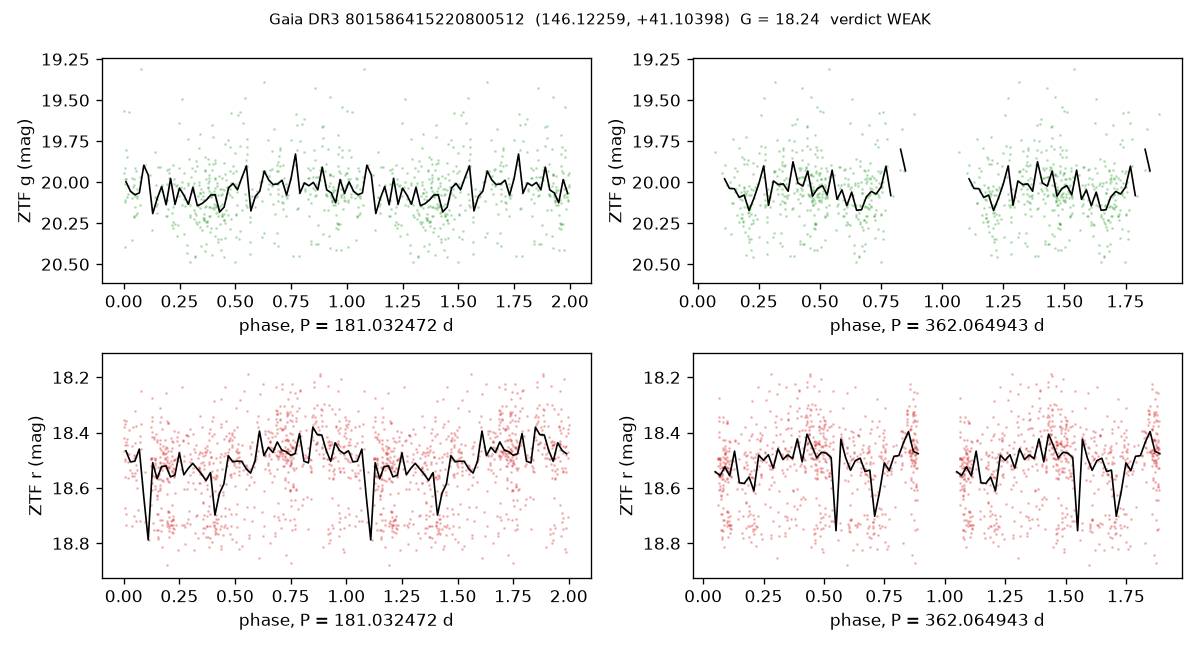 Gaia DR3 801586415220800512 (146.12259, +41.10398) G = 18.24 verdict WEAK
19.25
19.50
19.75
20.00
20.25
20.50
ZTF g (mag)
0.00 0.25 0.50 0.75 1.00 1.25 1.50 1.75 2.00
phase, P = 181.032472 d
19.25
19.50
19.75
20.00
20.25
20.50
ZTF g (mag)
0.00 0.25 0.50 0.75 1.00 1.25 1.50 1.75
phase, P = 362.064943 d
18.2
18.4
18.6
18.8
ZTF r (mag)
0.00 0.25 0.50 0.75 1.00 1.25 1.50 1.75 2.00
phase, P = 181.032472 d
18.2
18.4
18.6
18.8
ZTF r (mag)
0.00 0.25 0.50 0.75 1.00 1.25 1.50 1.75
phase, P = 362.064943 d